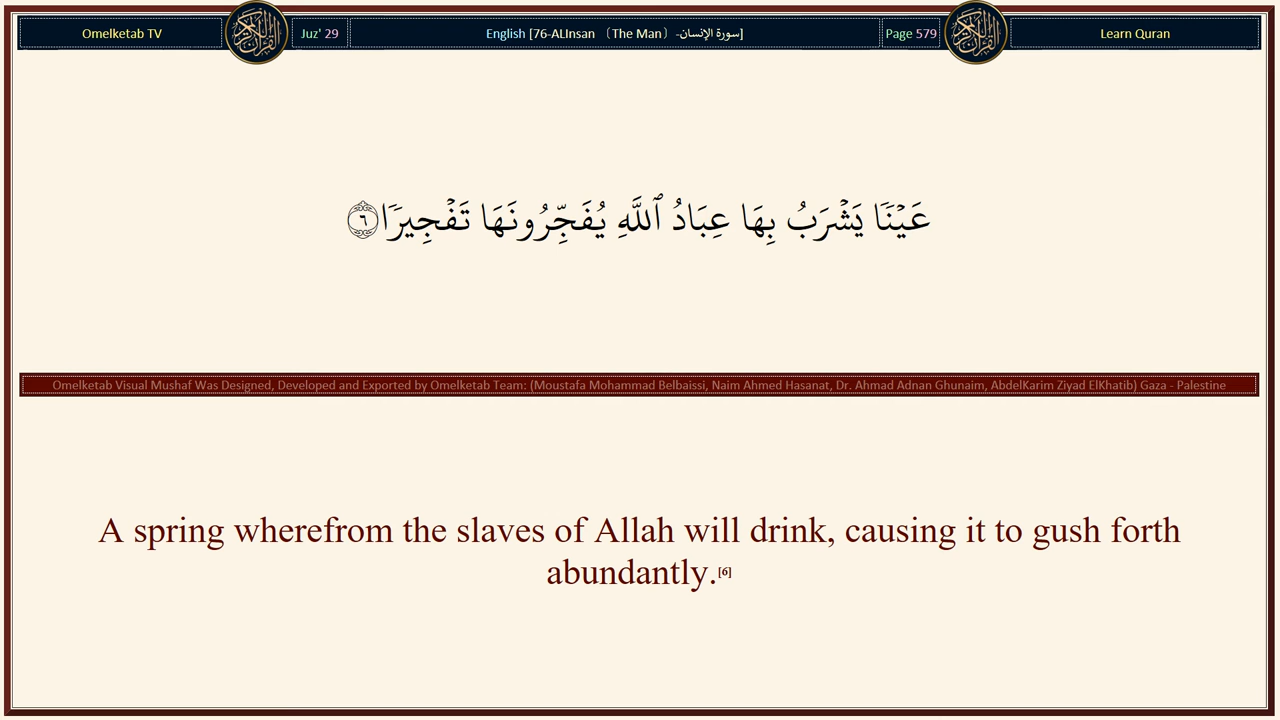 Omelketab TV
Juz' 29
English [76-ALInsan （The Man）-سورة الإنسان]
Page 579
Learn Quran
عَيْنٗا يَشۡرَبُ بِهَا عِبَادُ ٱللَّهِ يُفَجِّرُونَهَا تَفۡجِيرٗا ٦
Omelketab Visual Mushaf Was Designed, Developed and Exported by Omelketab Team: (Moustafa Mohammad Belbaissi, Naim Ahmed Hasanat, Dr. Ahmad Adnan Ghunaim, AbdelKarim Ziyad ElKhatib) Gaza - Palestine
A spring wherefrom the slaves of Allah will drink, causing it to gush forth
abundantly.[6]